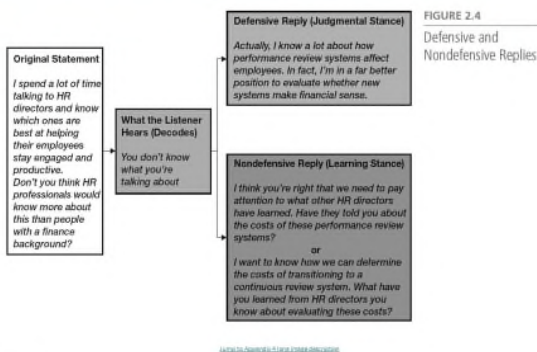 FIGURE 2.4
Defensive and
Nondefensive Replies
Original Statement
I spend a lot of time
talking to HR
directors and know
which ones are
best at helping
their employees
stay engaged and
productive.
Don't you think HR
professionals would
know more about
this than people
with a finance
background?
What the Listener
Hears (Decodes)
You don't know
what you're
talking about
Defensive Reply (Judgmental Stance)
Actually, I know a lot about how
performance review systems affect
employees. In fact, I'm in a far better
position to evaluate whether new
systems make financial sense.
Nondefensive Reply (Learning Stance)
I think you're right that we need to pay
attention to what other HR directors
have learned. Have they told you about
the costs of these performance review
systems?
or
I want to know how we can determine
the costs of transitioning to a
continuous review system. What have
you learned from HR directors you
know about evaluating these costs?
Jump to Appendix 4 long image description